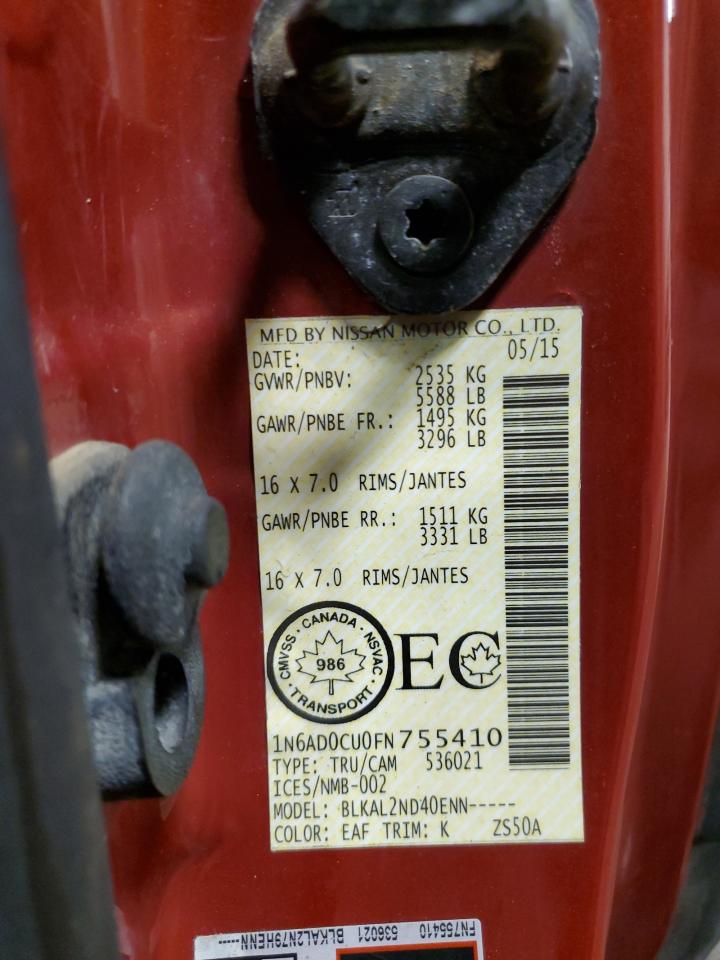 MFD BY NISSAN MOTOR CO., LTD.
DATE: 05/15
GVWR/PNBV: 2535 KG
5588 LB
GAWR/PNBE FR.: 1495 KG
3296 LB
16 X 7.0 RIMS/JANTES
GAWR/PNBE RR.: 1511 KG
3331 LB
16 X 7.0 RIMS/JANTES
CMVSS · CANADA · NSVAC · TRANSPORT ·
986
EC
1N6AD0CU0FN755410
TYPE: TRU/CAM 536021
ICES/NMB-002
MODEL: BLKAL2ND40ENN-----
COLOR: EAF TRIM: K ZS50A
FN755410
536021
BLKAL2N79HENN-----